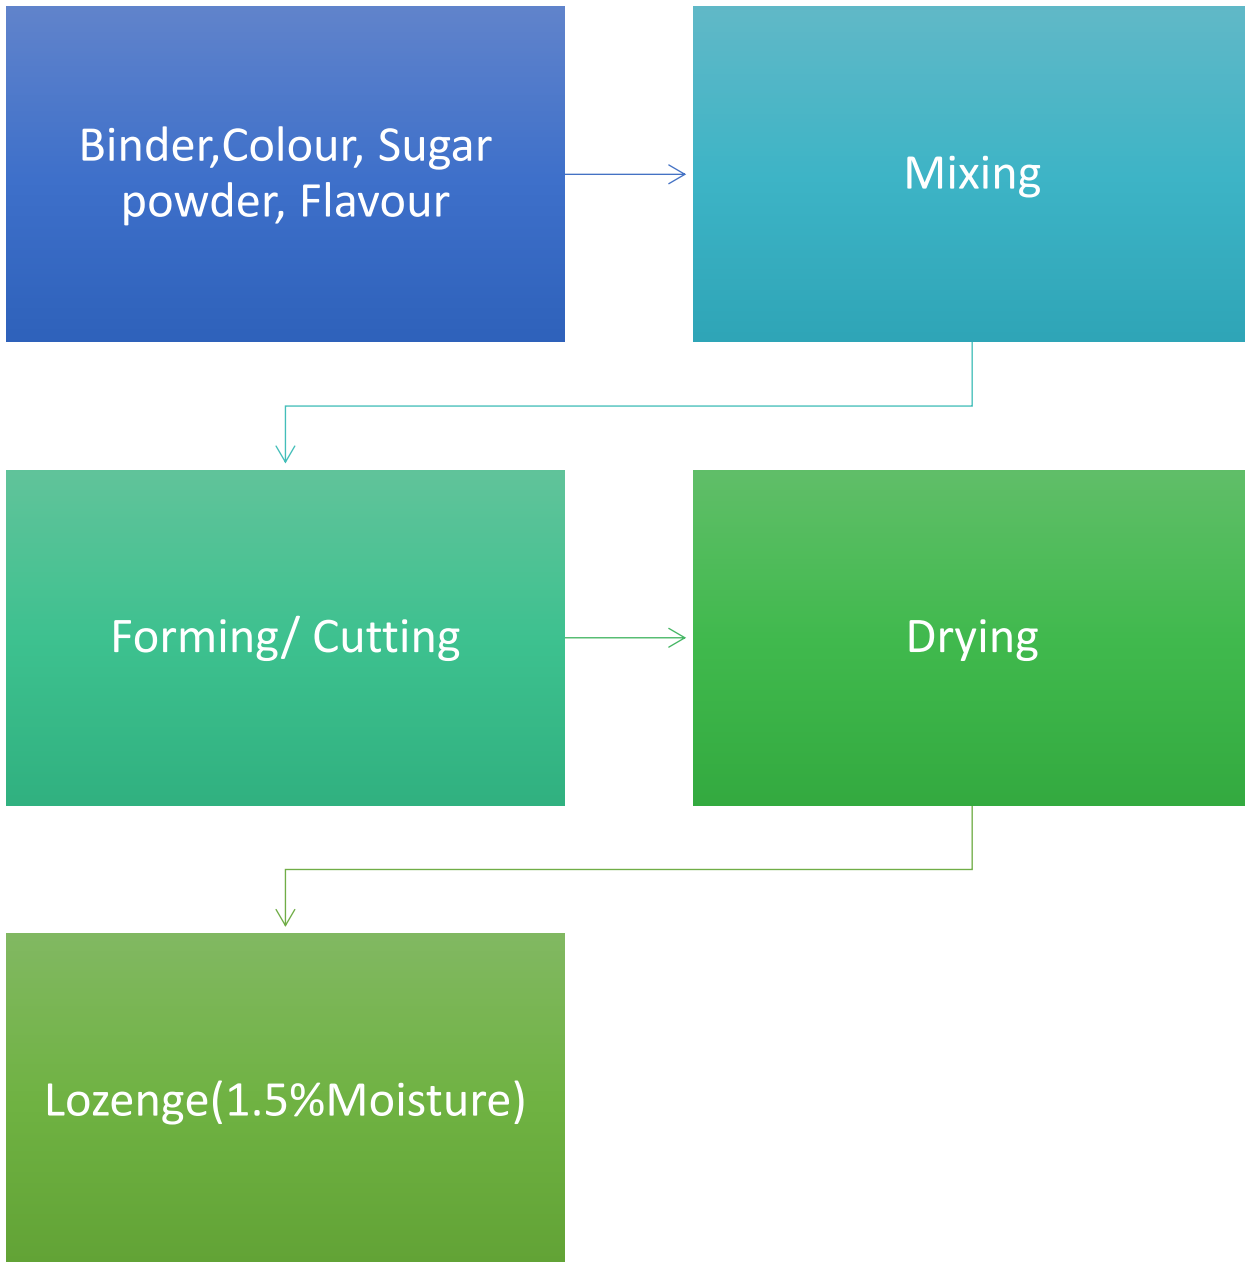 Binder,Colour, Sugar
powder, Flavour
Mixing
Forming/ Cutting
Drying
Lozenge(1.5%Moisture)